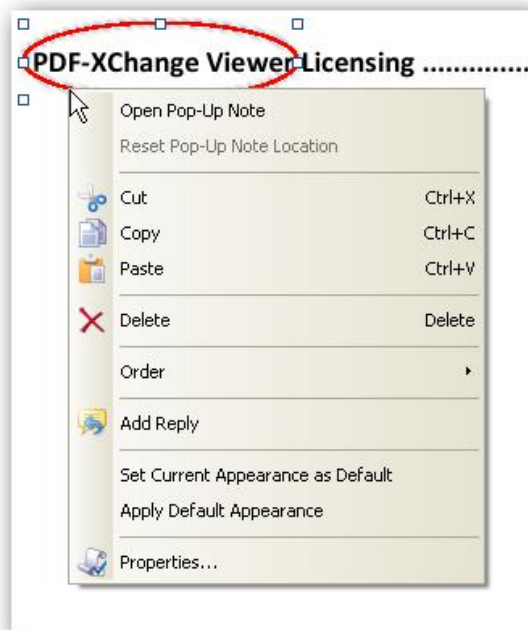 PDF-XChange Viewer Licensing ...............
Open Pop-Up Note
Reset Pop-Up Note Location
Cut Ctrl+X
Copy Ctrl+C
Paste Ctrl+V
Delete Delete
Order
Add Reply
Set Current Appearance as Default
Apply Default Appearance
Properties...